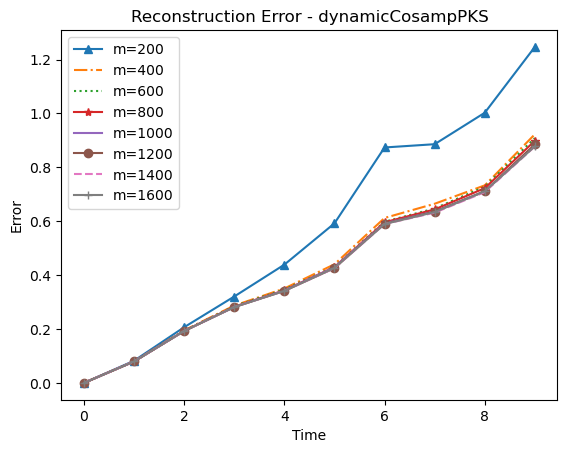 Reconstruction Error - dynamicCosampPKS
m=200
m=400
m=600
m=800
m=1000
m=1200
m=1400
m=1600
1.2
1.0
0.8
0.6
0.4
0.2
0.0
Error
0 2 4 6 8
Time